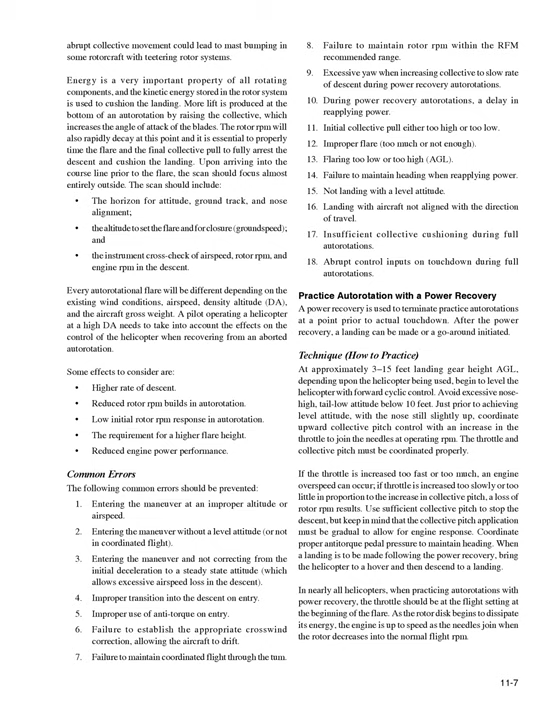 abrupt collective movement could lead to mast bumping in
some rotorcraft with teetering rotor systems.
Energy is a very important property of all rotating
components, and the kinetic energy stored in the rotor system
is used to cushion the landing. More lift is produced at the
bottom of an autorotation by raising the collective, which
increases the angle of attack of the blades. The rotor rpm will
also rapidly decay at this point and it is essential to properly
time the flare and the final collective pull to fully arrest the
descent and cushion the landing. Upon arriving into the
course line prior to the flare, the scan should focus almost
entirely outside. The scan should include:
• The horizon for attitude, ground track, and nose
alignment;
• the altitude to set the flare and for closure (groundspeed);
and
• the instrument cross-check of airspeed, rotor rpm, and
engine rpm in the descent.
Every autorotational flare will be different depending on the
existing wind conditions, airspeed, density altitude (DA),
and the aircraft gross weight. A pilot operating a helicopter
at a high DA needs to take into account the effects on the
control of the helicopter when recovering from an aborted
autorotation.
Some effects to consider are:
• Higher rate of descent.
• Reduced rotor rpm builds in autorotation.
• Low initial rotor rpm response in autorotation.
• The requirement for a higher flare height.
• Reduced engine power performance.
Common Errors
The following common errors should be prevented:
1. Entering the maneuver at an improper altitude or
airspeed.
2. Entering the maneuver without a level attitude (or not
in coordinated flight).
3. Entering the maneuver and not correcting from the
initial deceleration to a steady state attitude (which
allows excessive airspeed loss in the descent).
4. Improper transition into the descent on entry.
5. Improper use of anti-torque on entry.
6. Failure to establish the appropriate crosswind
correction, allowing the aircraft to drift.
7. Failure to maintain coordinated flight through the turn.
8. Failure to maintain rotor rpm within the RFM
recommended range.
9. Excessive yaw when increasing collective to slow rate
of descent during power recovery autorotations.
10. During power recovery autorotations, a delay in
reapplying power.
11. Initial collective pull either too high or too low.
12. Improper flare (too much or not enough).
13. Flaring too low or too high (AGL).
14. Failure to maintain heading when reapplying power.
15. Not landing with a level attitude.
16. Landing with aircraft not aligned with the direction
of travel.
17. Insufficient collective cushioning during full
autorotations.
18. Abrupt control inputs on touchdown during full
autorotations.
Practice Autorotation with a Power Recovery
A power recovery is used to terminate practice autorotations
at a point prior to actual touchdown. After the power
recovery, a landing can be made or a go-around initiated.
Technique (How to Practice)
At approximately 3–15 feet landing gear height AGL,
depending upon the helicopter being used, begin to level the
helicopter with forward cyclic control. Avoid excessive nose-
high, tail-low attitude below 10 feet. Just prior to achieving
level attitude, with the nose still slightly up, coordinate
upward collective pitch control with an increase in the
throttle to join the needles at operating rpm. The throttle and
collective pitch must be coordinated properly.
If the throttle is increased too fast or too much, an engine
overspeed can occur; if throttle is increased too slowly or too
little in proportion to the increase in collective pitch, a loss of
rotor rpm results. Use sufficient collective pitch to stop the
descent, but keep in mind that the collective pitch application
must be gradual to allow for engine response. Coordinate
proper antitorque pedal pressure to maintain heading. When
a landing is to be made following the power recovery, bring
the helicopter to a hover and then descend to a landing.
In nearly all helicopters, when practicing autorotations with
power recovery, the throttle should be at the flight setting at
the beginning of the flare. As the rotor disk begins to dissipate
its energy, the engine is up to speed as the needles join when
the rotor decreases into the normal flight rpm.
11-7